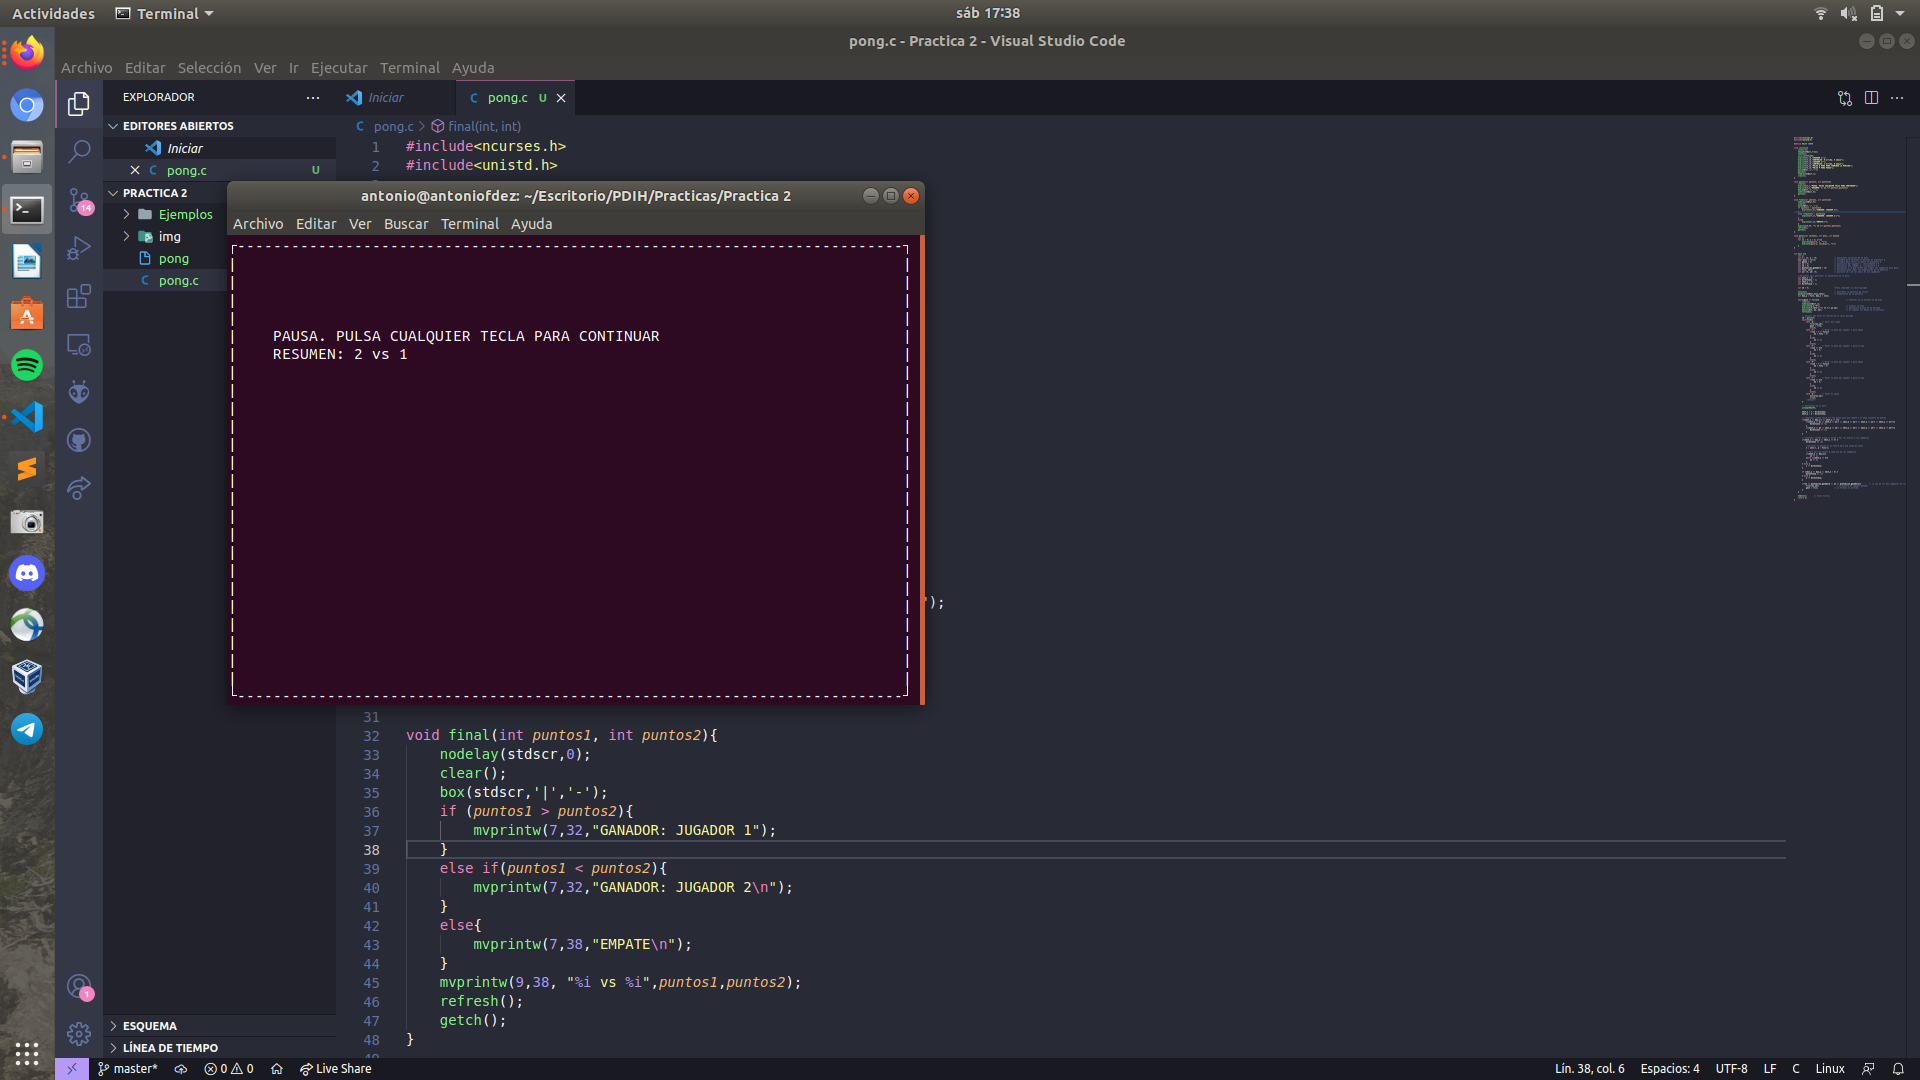 Actividades
Terminal
sáb 17:38
pong.c - Practica 2 - Visual Studio Code
Archivo Editar Selección Ver Ir Ejecutar Terminal Ayuda
EXPLORADOR
Iniciar
C pong.c U
EDITORES ABIERTOS
Iniciar
C pong.c U
PRACTICA 2
Ejemplos
img
pong
C pong.c
14
1
ESQUEMA
LÍNEA DE TIEMPO
C pong.c > final(int, int)
1 #include<ncurses.h>
2 #include<unistd.h>
antonio@antoniofdez: ~/Escritorio/PDIH/Practicas/Practica 2
Archivo Editar Ver Buscar Terminal Ayuda
PAUSA. PULSA CUALQUIER TECLA PARA CONTINUAR
RESUMEN: 2 vs 1
");
31
32 void final(int puntos1, int puntos2){
33 nodelay(stdscr,0);
34 clear();
35 box(stdscr,'|','-');
36 if (puntos1 > puntos2){
37 mvprintw(7,32,"GANADOR: JUGADOR 1");
38 }
39 else if(puntos1 < puntos2){
40 mvprintw(7,32,"GANADOR: JUGADOR 2\n");
41 }
42 else{
43 mvprintw(7,38,"EMPATE\n");
44 }
45 mvprintw(9,38, "%i vs %i",puntos1,puntos2);
46 refresh();
47 getch();
48 }
master* 0 0 Live Share
Lín. 38, col. 6 Espacios: 4 UTF-8 LF C Linux